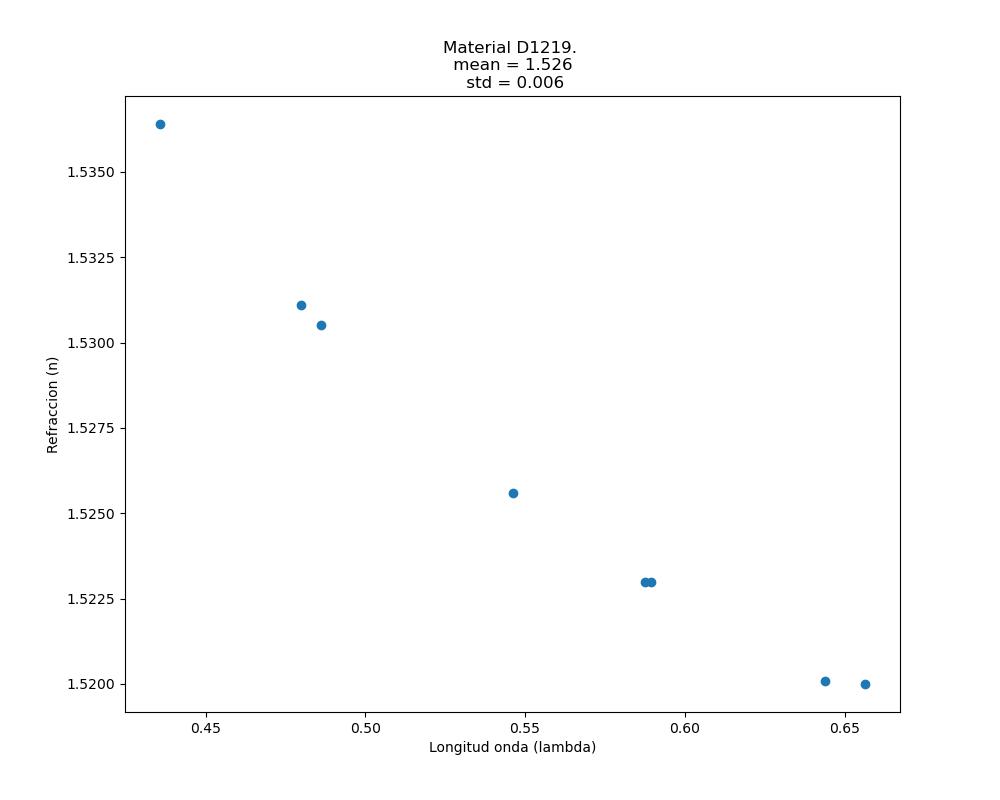 Material D1219.
mean = 1.526
std = 0.006
1.5350
1.5325
1.5300
1.5275
1.5250
1.5225
1.5200
Refraccion (n)
0.45 0.50 0.55 0.60 0.65
Longitud onda (lambda)